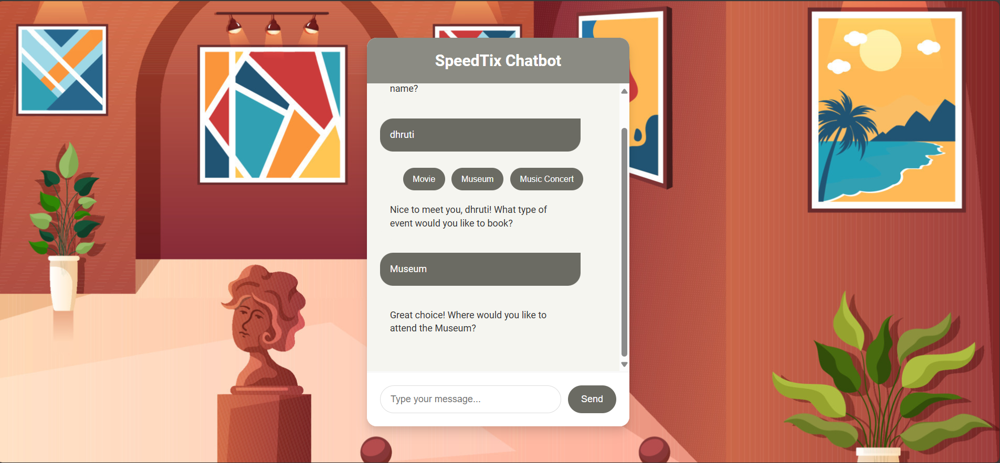 SpeedTix Chatbot
name?
dhruti
Movie
Museum
Music Concert
Nice to meet you, dhruti! What type of
event would you like to book?
Museum
Great choice! Where would you like to
attend the Museum?
Type your message...
Send